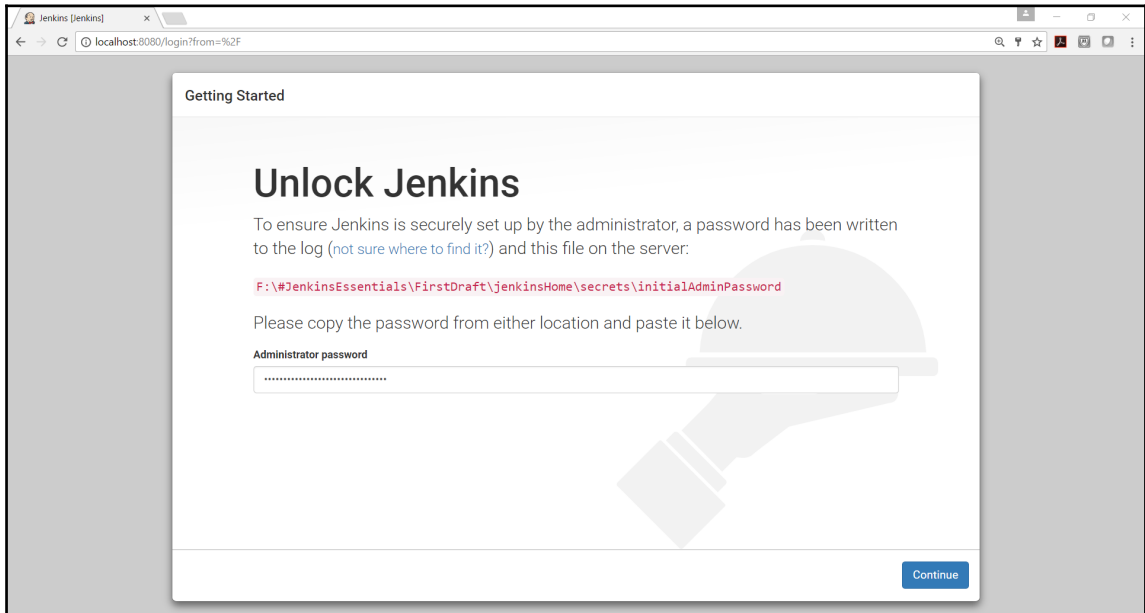 Jenkins [Jenkins]
localhost:8080/login?from=%2F
Getting Started
Unlock Jenkins
To ensure Jenkins is securely set up by the administrator, a password has been written
to the log (not sure where to find it?) and this file on the server:
F:\#JenkinsEssentials\FirstDraft\jenkinsHome\secrets\initialAdminPassword
Please copy the password from either location and paste it below.
Administrator password
••••••••••••••••••••••••••••••••
Continue